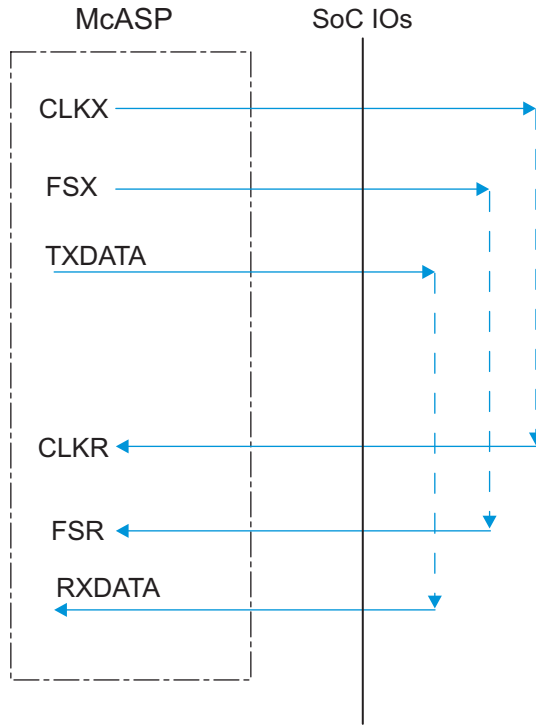 McASP
SoC IOs
CLKX
FSX
TXDATA
CLKR
FSR
RXDATA